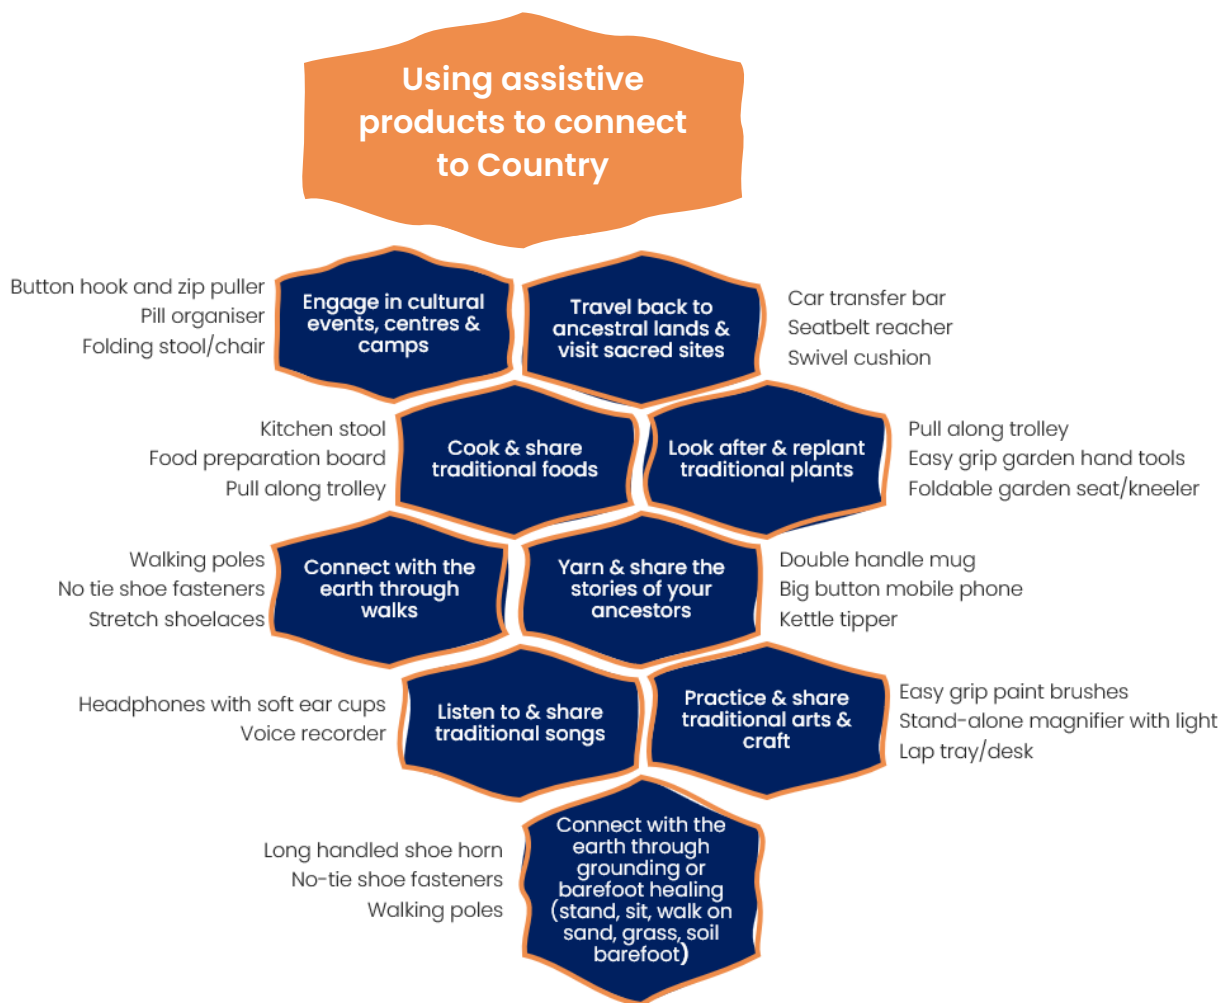 Using assistive
products to connect
to Country
Button hook and zip puller
Pill organiser
Folding stool/chair
Engage in cultural
events, centres &
camps
Travel back to
ancestral lands &
visit sacred sites
Car transfer bar
Seatbelt reacher
Swivel cushion
Kitchen stool
Food preparation board
Pull along trolley
Cook & share
traditional foods
Look after & replant
traditional plants
Pull along trolley
Easy grip garden hand tools
Foldable garden seat/kneeler
Walking poles
No tie shoe fasteners
Stretch shoelaces
Connect with the
earth through
walks
Yarn & share the
stories of your
ancestors
Double handle mug
Big button mobile phone
Kettle tipper
Headphones with soft ear cups
Voice recorder
Listen to & share
traditional songs
Practice & share
traditional arts &
craft
Easy grip paint brushes
Stand-alone magnifier with light
Lap tray/desk
Long handled shoe horn
No-tie shoe fasteners
Walking poles
Connect with the
earth through
grounding or
barefoot healing
(stand, sit, walk on
sand, grass, soil
barefoot)